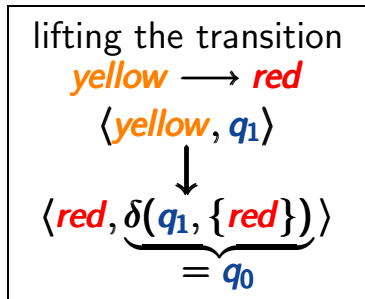 lifting the transition
yellow ⟶ red
⟨yellow, q₁⟩
↓
⟨red, δ(q₁, {red})⟩
= q₀